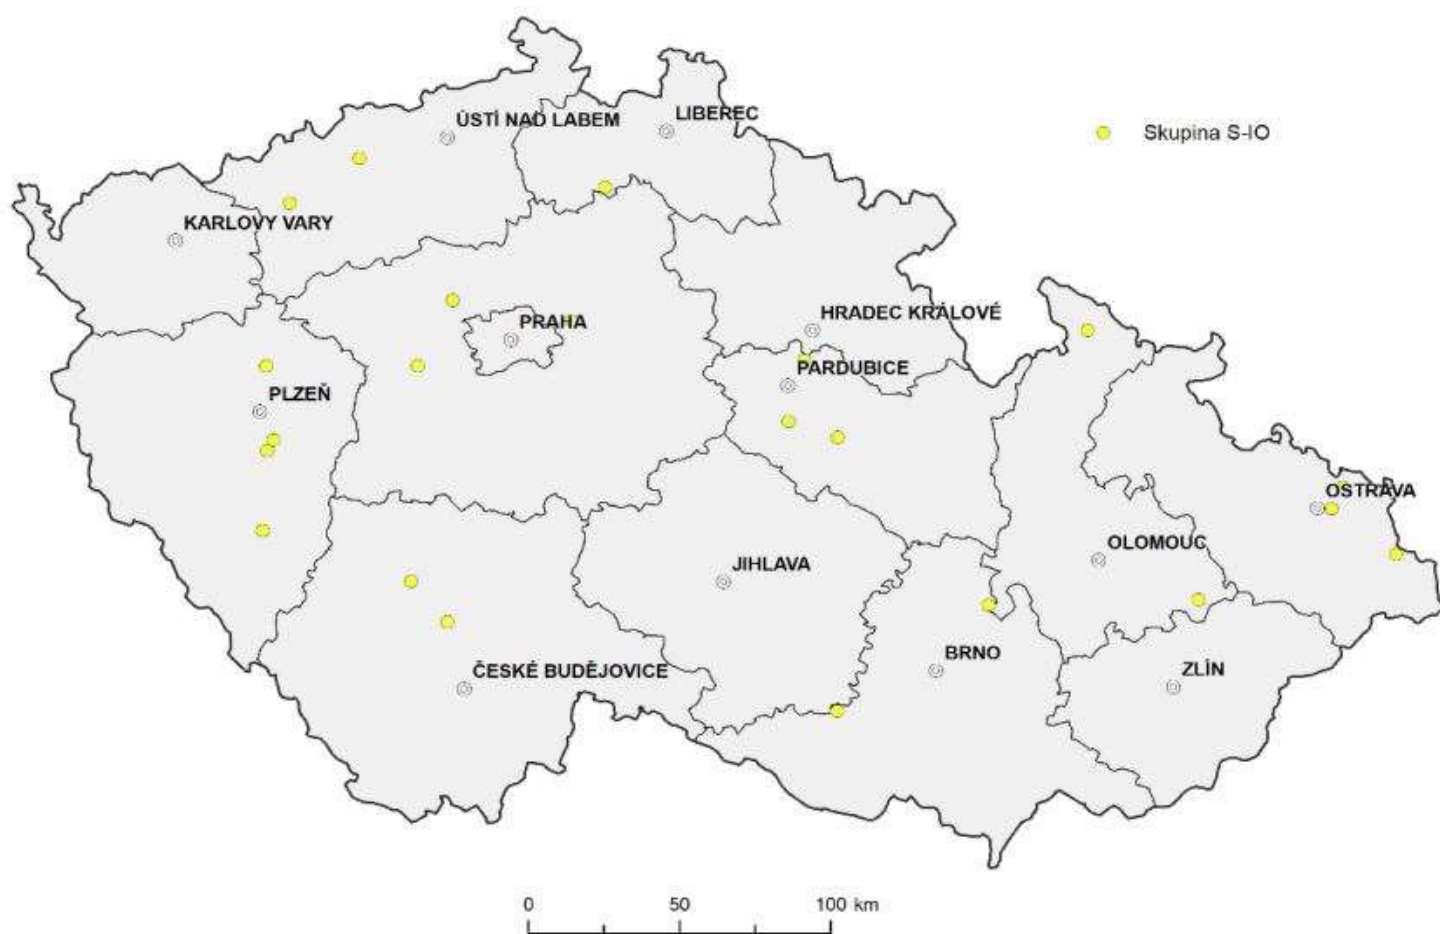 ÚSTÍ NAD LABEM
LIBEREC
Skupina S-IO
KARLOVY VARY
PRAHA
HRADEC KRÁLOVÉ
PARDUBICE
PLZEŇ
OSTRAVA
OLOMOUC
JIHLAVA
BRNO
ČESKÉ BUDĚJOVICE
ZLÍN
0 50 100 km